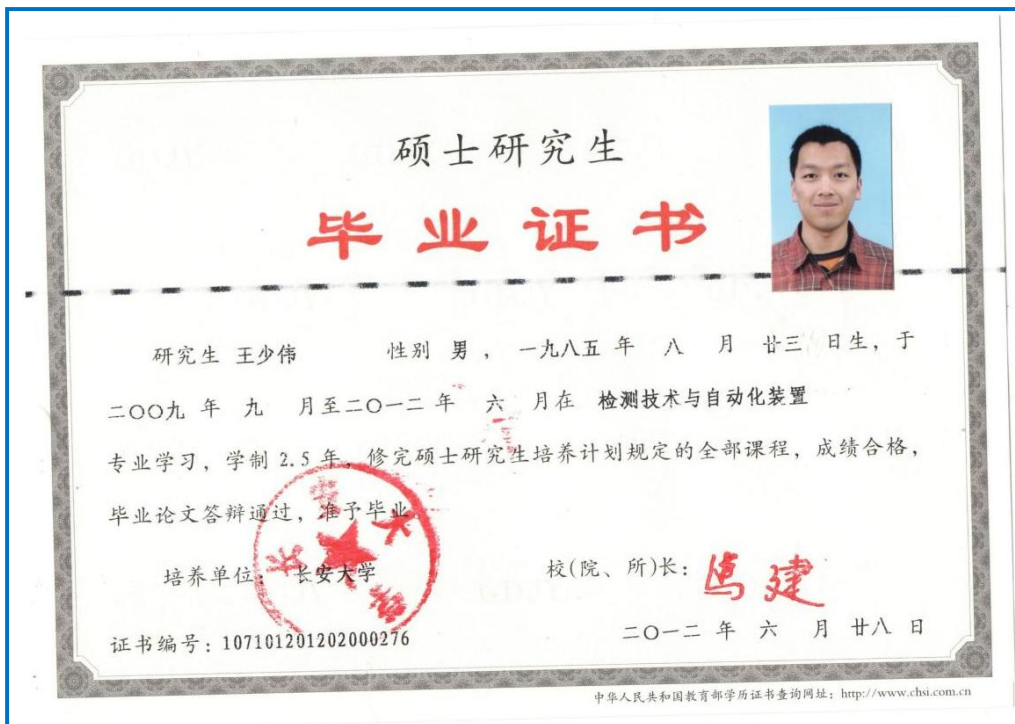 硕士研究生
毕业证书
研究生 王少伟 性别 男 ， 一九八五 年 八 月 廿三 日生，于
二〇〇九 年 九 月至二〇一二 年 六 月在 检测技术与自动化装置
专业学习，学制 2.5 年，修完硕士研究生培养计划规定的全部课程，成绩合格，
毕业论文答辩通过，准予毕业
培养单位： 长安大学 校(院、所)长：
证书编号：107101201202000276 二〇一二 年 六 月 廿八 日
中华人民共和国教育部学历证书查询网址：http://www.chsi.com.cn